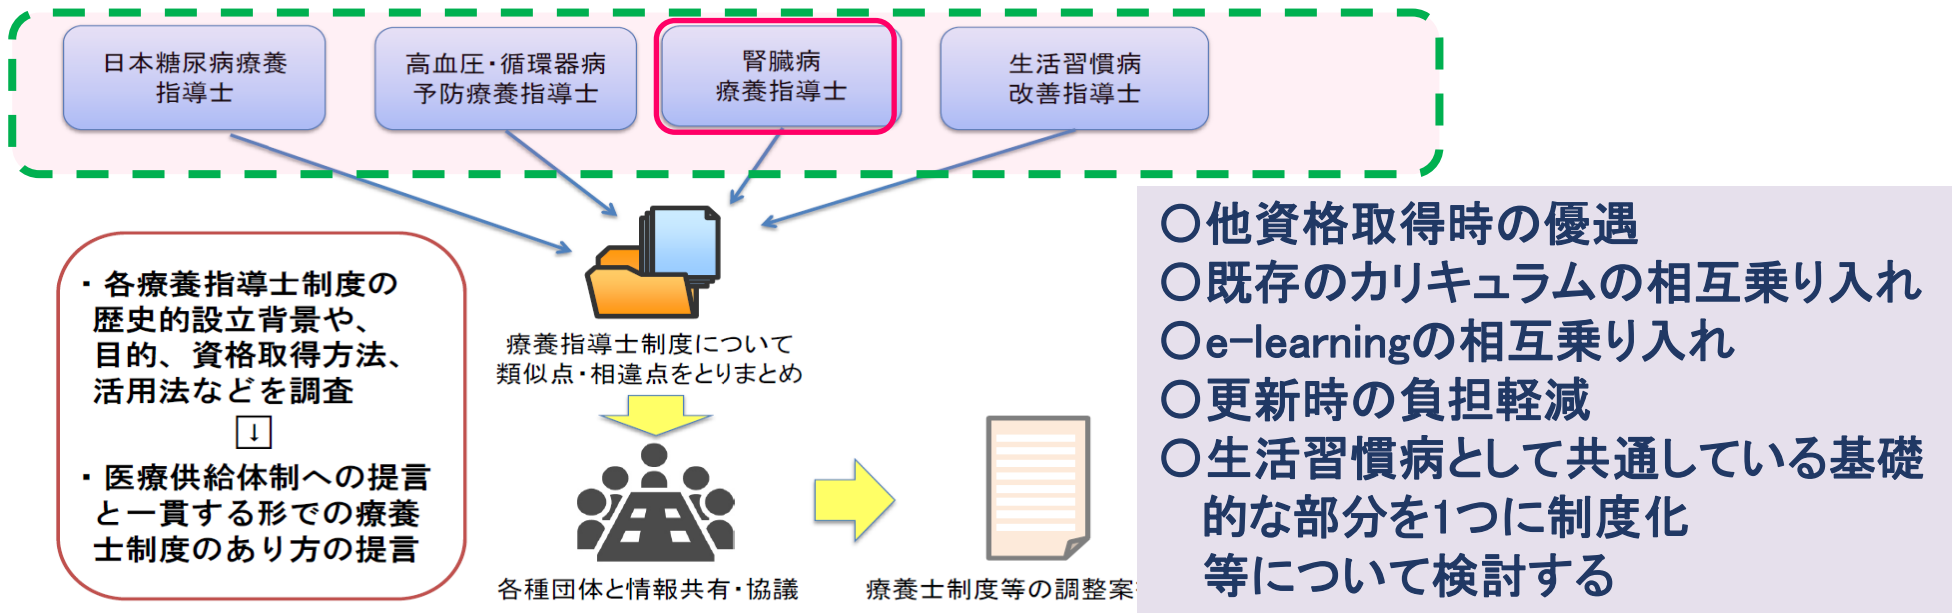 日本糖尿病療養
指導士
高血圧・循環器病
予防療養指導士
腎臓病
療養指導士
生活習慣病
改善指導士
・各療養指導士制度の
歴史的設立背景や、
目的、資格取得方法、
活用法などを調査
↓
・医療供給体制への提言
と一貫する形での療養
士制度のあり方の提言
療養指導士制度について
類似点・相違点をとりまとめ
各種団体と情報共有・協議
療養士制度等の調整案
〇他資格取得時の優遇
〇既存のカリキュラムの相互乗り入れ
〇e-learningの相互乗り入れ
〇更新時の負担軽減
〇生活習慣病として共通している基礎
的な部分を1つに制度化
等について検討する